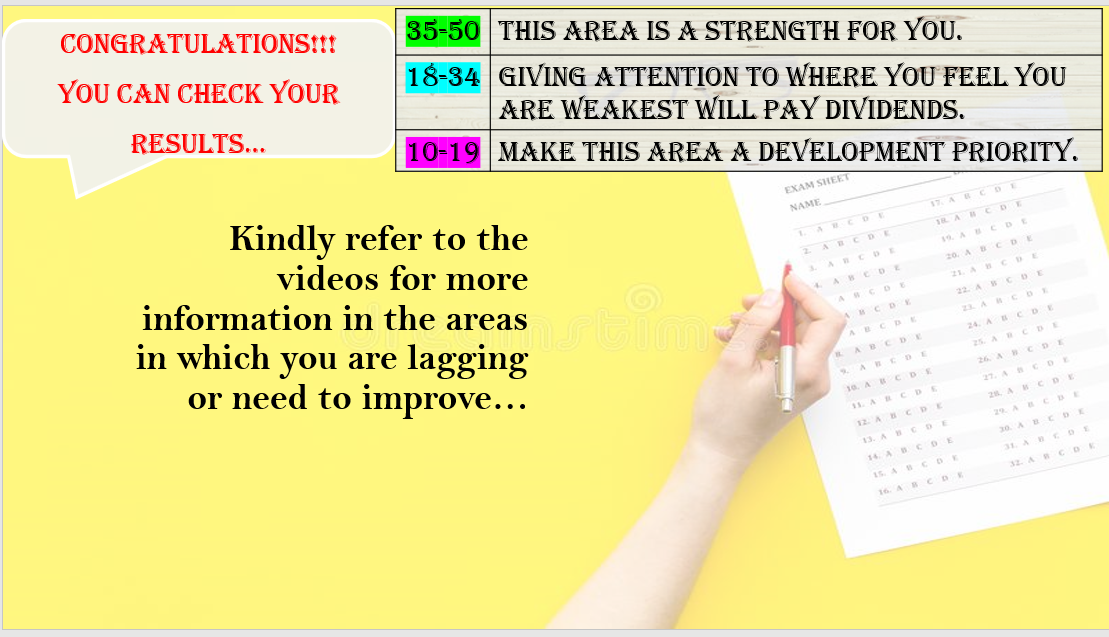 CONGRATULATIONS!!!
YOU CAN CHECK YOUR
RESULTS...
35-50 THIS AREA IS A STRENGTH FOR YOU.
18-34 GIVING ATTENTION TO WHERE YOU FEEL YOU
ARE WEAKEST WILL PAY DIVIDENDS.
10-19 MAKE THIS AREA A DEVELOPMENT PRIORITY.
Kindly refer to the
videos for more
information in the areas
in which you are lagging
or need to improve...
dreamstime
EXAM SHEET
NAME
1. A B C D E
2. A B C D E
3. A B C D E
4. A B C D E
A B C D E
A B C D E
A B C D E
8. A B C D E
9. A B C D E
10. A B C D E
11. A B C D E
12. A B C D E
13. A B C D E
14. A B C D E
15. A B C D E
16. A B C D E
17. A B C D E
18. A B C D E
19. A B C D E
20. A B C D E
21. A B C D E
22. A B C D E
23. A B C D E
24. A B C D E
25. A B C D E
26. A B C D E
27. A B C D E
28. A B C D E
29. A B C D E
30. A B C D E
31. A B C D E
32. A B C D E